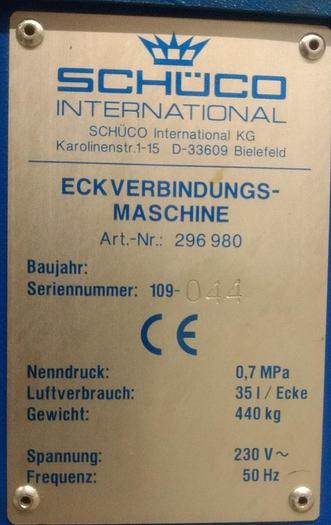 SCHÜCO
INTERNATIONAL
SCHÜCO International KG
Karolinenstr.1-15 D-33609 Bielefeld
ECKVERBINDUNGS-
MASCHINE
Art.-Nr.: 296 980
Baujahr:
Seriennummer: 109-044
CE
Nenndruck: 0,7 MPa
Luftverbrauch: 35 l / Ecke
Gewicht: 440 kg
Spannung: 230 V ~
Frequenz: 50 Hz